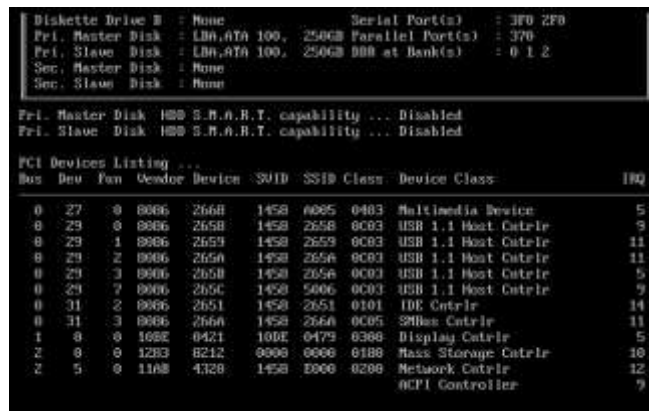 Diskette Drive B : None Serial Port(s) : 3F0 2F0
Pri. Master Disk : LBA,ATA 100, 250GB Parallel Port(s) : 370
Pri. Slave Disk : LBA,ATA 100, 250GB DDR at Bank(s) : 0 1 2
Sec. Master Disk : None
Sec. Slave Disk : None
Pri. Master Disk HDD S.M.A.R.T. capability ... Disabled
Pri. Slave Disk HDD S.M.A.R.T. capability ... Disabled
PCI Devices Listing ...
Bus Dev Fun Vendor Device SVID SSID Class Device Class IRQ
0 27 0 8086 2668 1458 A005 0403 Multimedia Device 5
0 29 0 8086 2658 1458 2658 0C03 USB 1.1 Host Cntrlr 9
0 29 1 8086 2659 1458 2659 0C03 USB 1.1 Host Cntrlr 11
0 29 2 8086 265A 1458 265A 0C03 USB 1.1 Host Cntrlr 11
0 29 3 8086 265B 1458 265A 0C03 USB 1.1 Host Cntrlr 5
0 29 7 8086 265C 1458 5006 0C03 USB 1.1 Host Cntrlr 9
0 31 2 8086 2651 1458 2651 0101 IDE Cntrlr 14
0 31 3 8086 266A 1458 266A 0C05 SMBus Cntrlr 11
1 0 0 10DE 0421 10DE 0479 0300 Display Cntrlr 5
2 0 0 1283 8212 0000 0000 0180 Mass Storage Cntrlr 10
2 5 0 11AB 4320 1458 E000 0200 Network Cntrlr 12
ACPI Controller 9